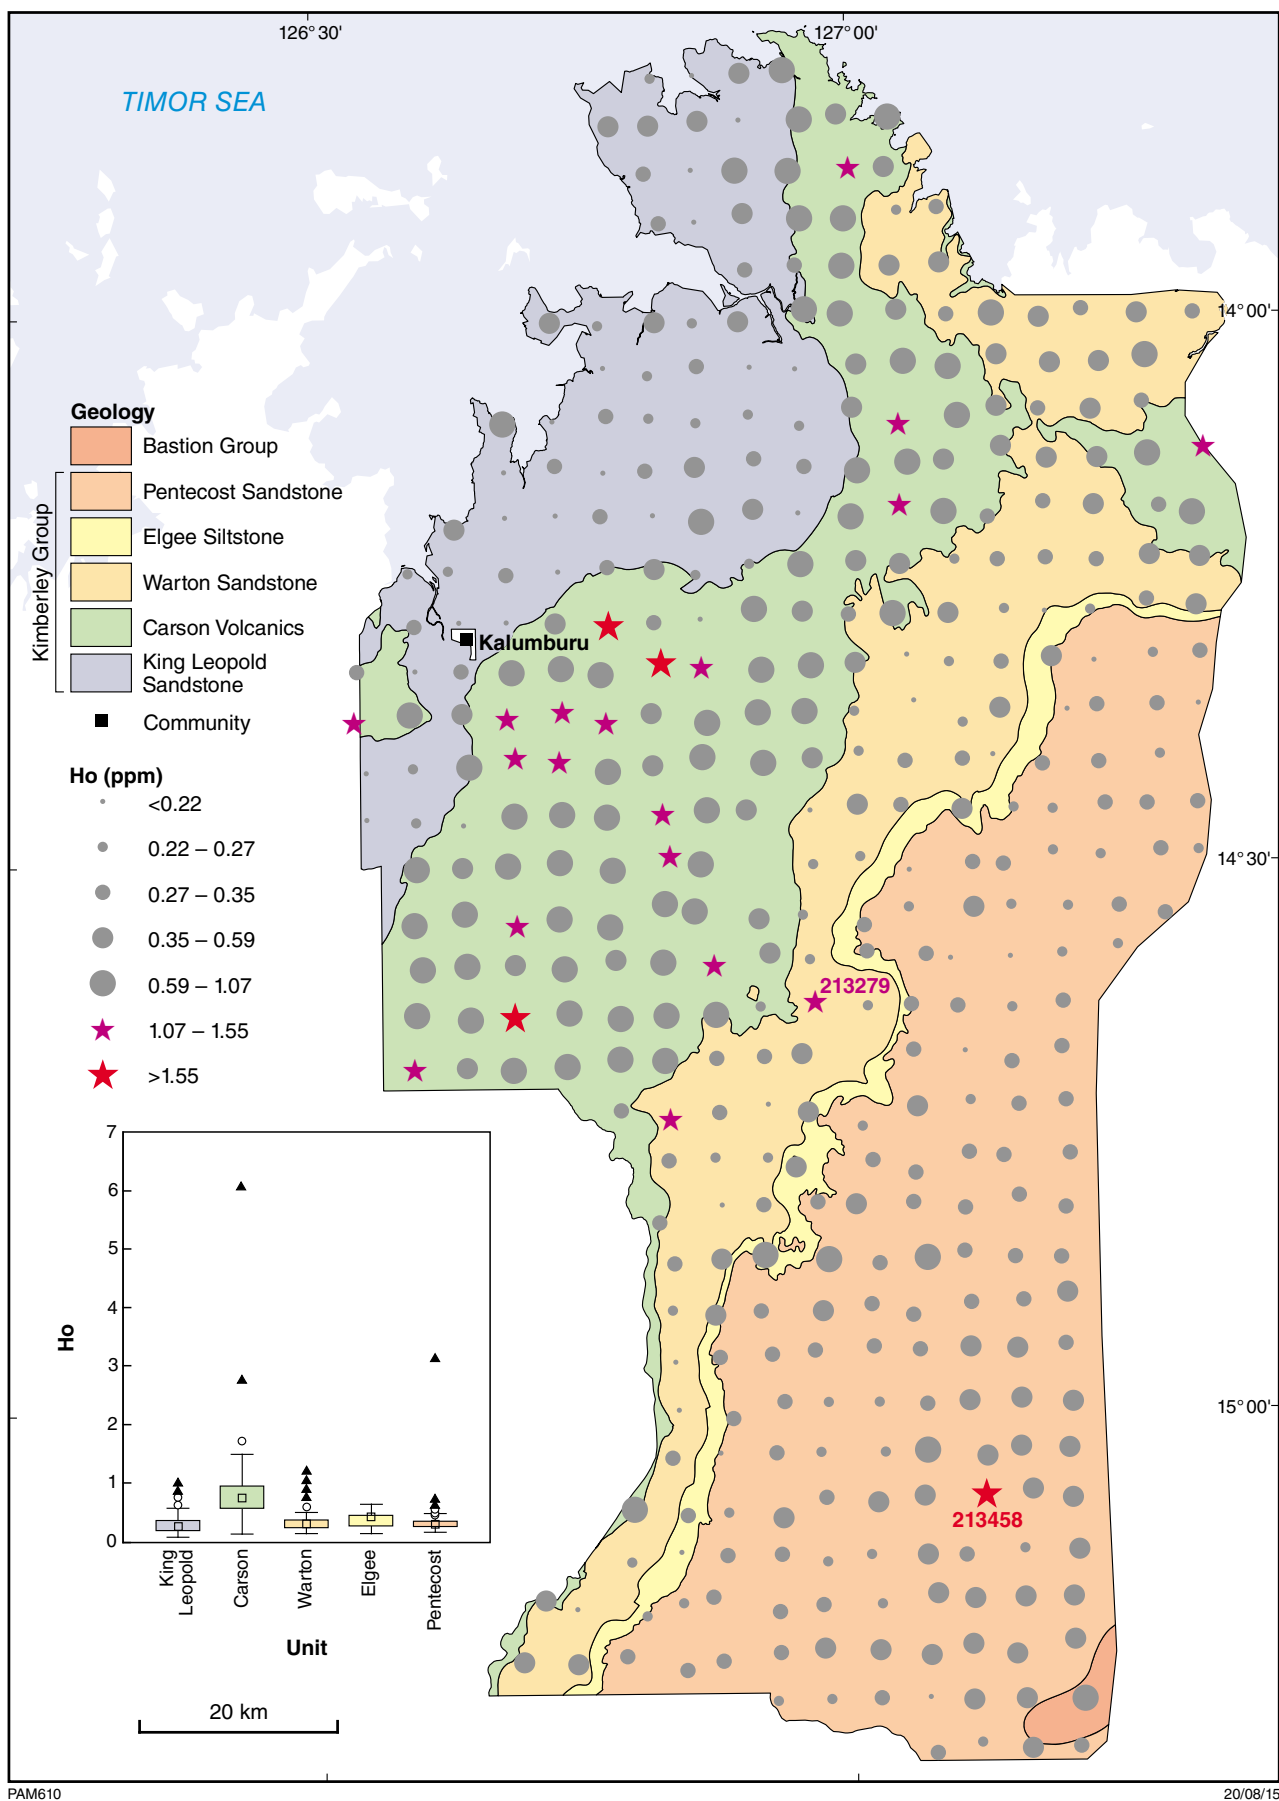 126°30'
127°00'
TIMOR SEA
14°00'
Geology
Bastion Group
Pentecost Sandstone
Elgee Siltstone
Warton Sandstone
Carson Volcanics
King Leopold
Sandstone
Kimberley Group
Community
Kalumburu
Ho (ppm)
<0.22
0.22 – 0.27
0.27 – 0.35
0.35 – 0.59
0.59 – 1.07
1.07 – 1.55
>1.55
14°30'
213279
7
6
5
4
3
2
1
0
Ho
King
Leopold
Carson
Warton
Elgee
Pentecost
Unit
15°00'
213458
20 km
PAM610
20/08/15